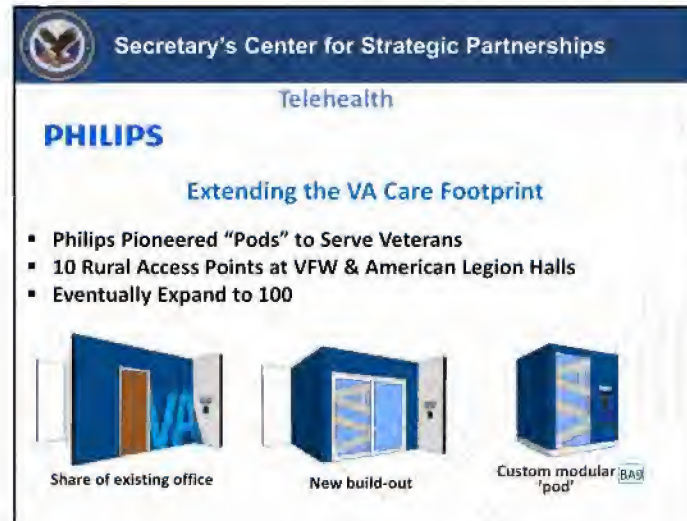 Secretary's Center for Strategic Partnerships
Telehealth
PHILIPS
Extending the VA Care Footprint
▪ Philips Pioneered “Pods” to Serve Veterans
▪ 10 Rural Access Points at VFW & American Legion Halls
▪ Eventually Expand to 100
VA
VA
VA
Share of existing office
New build-out
Custom modular BA9
'pod'